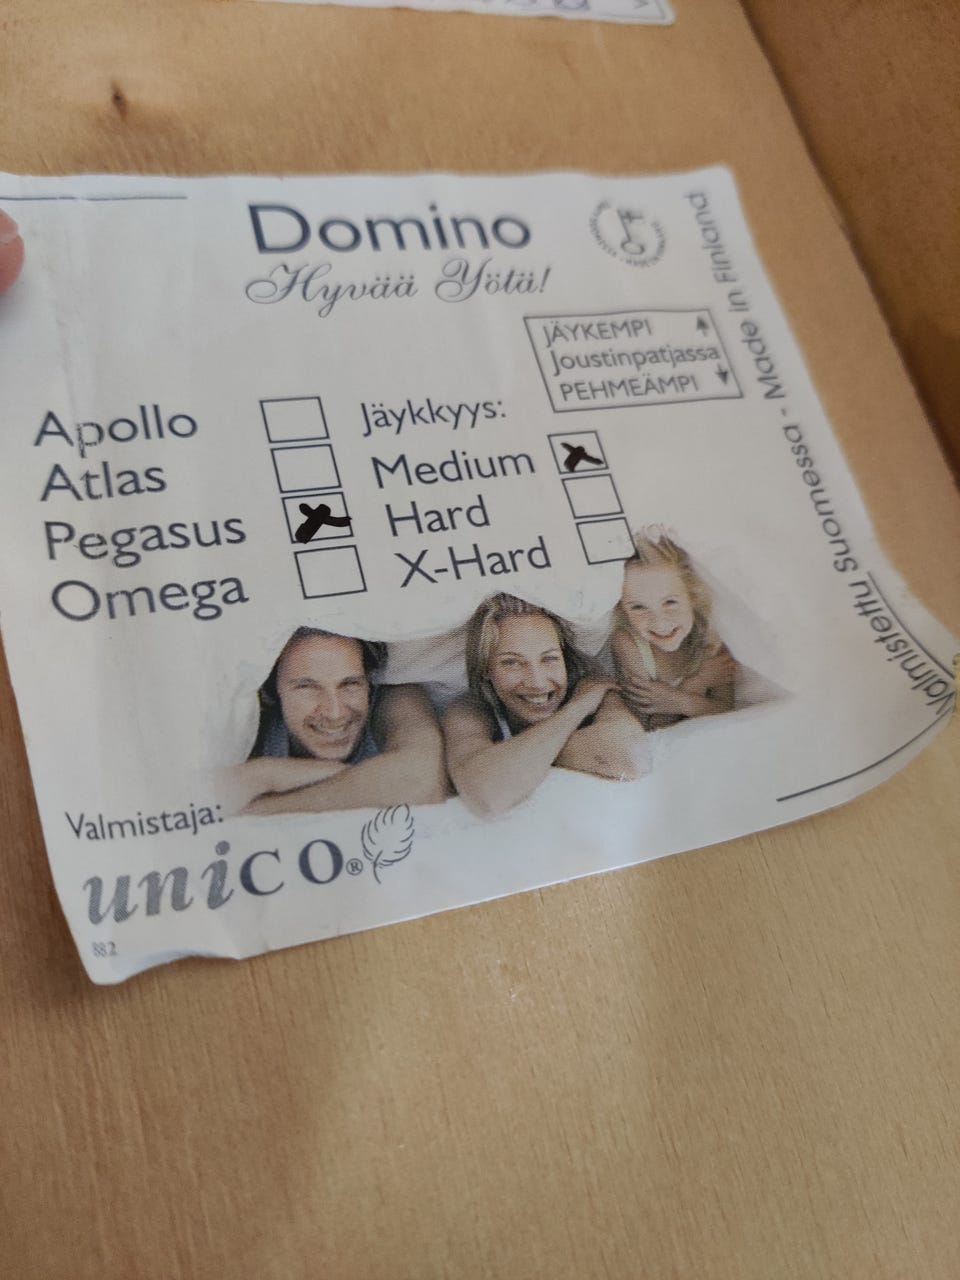 Domino
Hyvää Yötä!
JÄYKEMPI
Joustinpatjassa
PEHMEÄMPI
Valmistettu Suomessa - Made in Finland
Apollo
Atlas
Pegasus
Omega
Jäykkyys:
Medium
Hard
X-Hard
Valmistaja:
unico®
882